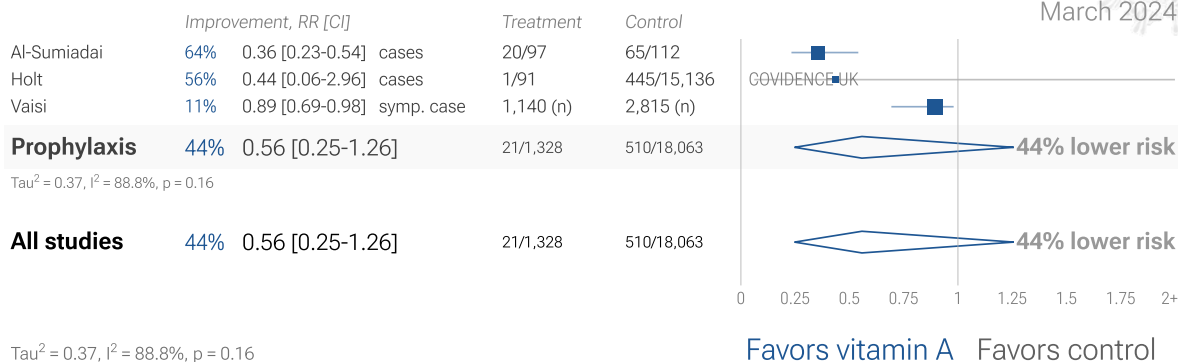 March 2024
Improvement, RR [CI] Treatment Control
Al-Sumiadai 64% 0.36 [0.23-0.54] cases 20/97 65/112
Holt 56% 0.44 [0.06-2.96] cases 1/91 445/15,136 COVIDENCE UK
Vaisi 11% 0.89 [0.69-0.98] symp. case 1,140 (n) 2,815 (n)
Prophylaxis 44% 0.56 [0.25-1.26] 21/1,328 510/18,063 44% lower risk
Tau² = 0.37, I² = 88.8%, p = 0.16
All studies 44% 0.56 [0.25-1.26] 21/1,328 510/18,063 44% lower risk
0 0.25 0.5 0.75 1 1.25 1.5 1.75 2+
Tau² = 0.37, I² = 88.8%, p = 0.16 Favors vitamin A Favors control